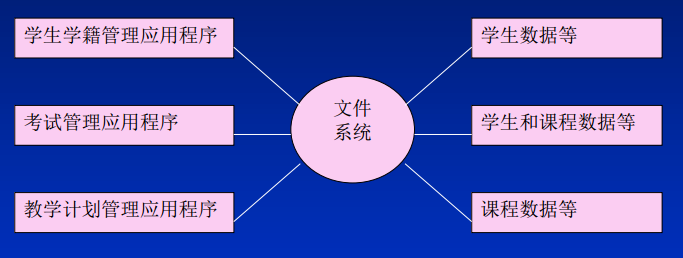 学生学籍管理应用程序
学生数据等
文件
系统
考试管理应用程序
学生和课程数据等
教学计划管理应用程序
课程数据等